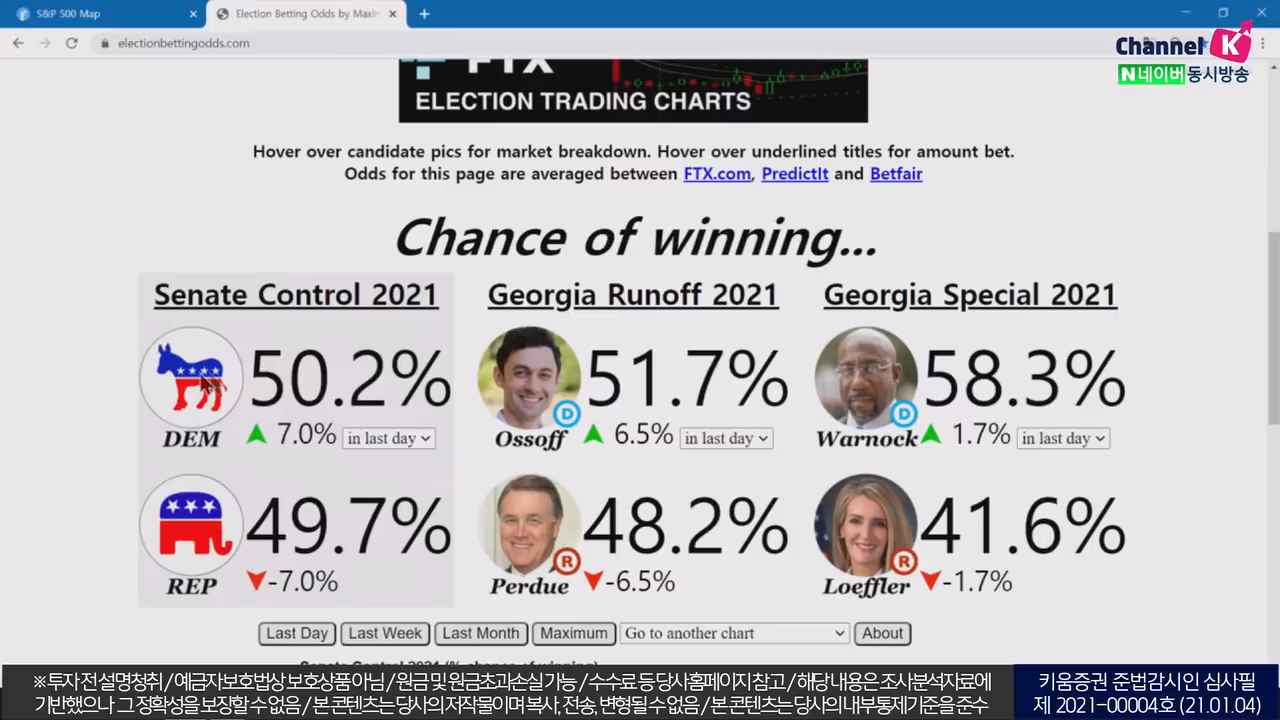 S&P 500 Map
Election Betting Odds by Maxim
electionbettingodds.com
Channel K
N 네이버 동시방송
FTX
ELECTION TRADING CHARTS
Hover over candidate pics for market breakdown. Hover over underlined titles for amount bet.
Odds for this page are averaged between FTX.com, PredictIt and Betfair
Chance of winning...
Senate Control 2021
Georgia Runoff 2021
Georgia Special 2021
50.2%
51.7%
58.3%
DEM 7.0% in last day
Ossoff D 6.5% in last day
Warnock D 1.7% in last day
49.7%
48.2%
41.6%
REP -7.0%
Perdue R -6.5%
Loeffler R -1.7%
Last Day Last Week Last Month Maximum Go to another chart About
※ 투자 전 설명청취 / 예금자보호법상 보호상품 아님 / 원금 및 원금초과손실 가능 / 수수료 등 당사홈페이지 참고 / 해당 내용은 조사분석자료에
기반했으나 그 정확성을 보장할 수 없음 / 본 콘텐츠는 당사의 저작물이며 복사, 전송, 변형될 수 없음 / 본 콘텐츠는 당사의 내부통제기준을 준수
키움증권 준법감시인 심사필
제 2021-00004호 (21.01.04)